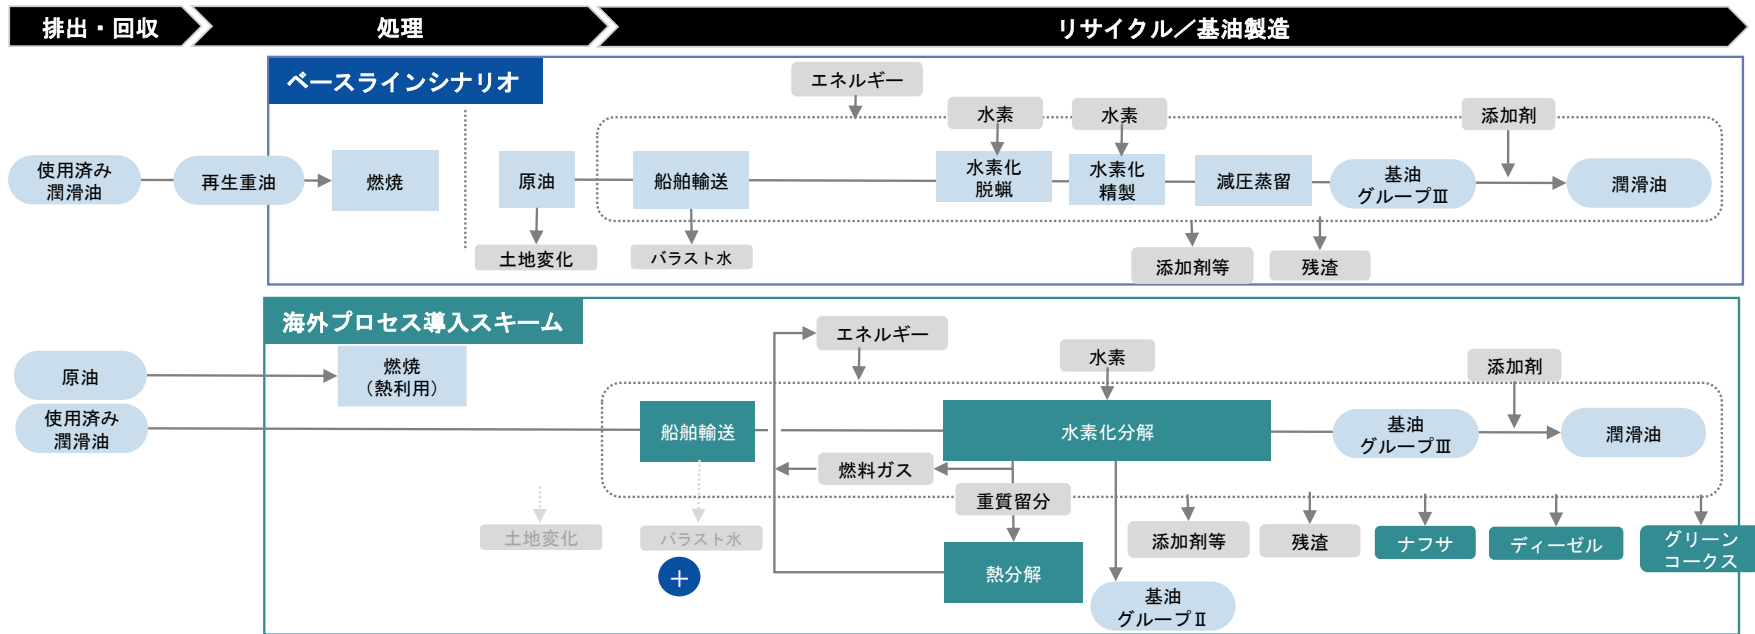 排出・回収
処理
リサイクル／基油製造
ベースラインシナリオ
エネルギー
水素
水素
添加剤
使用済み
潤滑油
再生重油
燃焼
原油
船舶輸送
水素化
脱蝋
水素化
精製
減圧蒸留
基油
グループⅢ
潤滑油
土地変化
バラスト水
添加剤等
残渣
海外プロセス導入スキーム
エネルギー
水素
添加剤
原油
燃焼
（熱利用）
使用済み
潤滑油
船舶輸送
水素化分解
基油
グループⅢ
潤滑油
燃料ガス
重質留分
土地変化
バラスト水
添加剤等
残渣
ナフサ
ディーゼル
グリーン
コークス
＋
熱分解
基油
グループⅡ